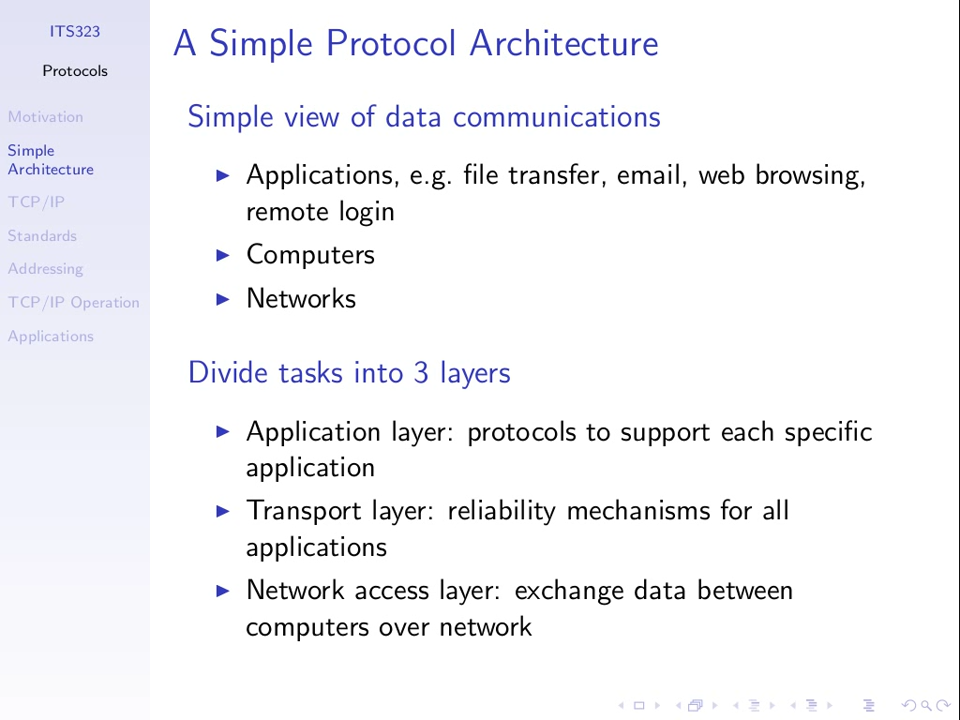 ITS323
Protocols
Motivation
Simple
Architecture
TCP/IP
Standards
Addressing
TCP/IP Operation
Applications
A Simple Protocol Architecture
Simple view of data communications
Applications, e.g. file transfer, email, web browsing,
remote login
Computers
Networks
Divide tasks into 3 layers
Application layer: protocols to support each specific
application
Transport layer: reliability mechanisms for all
applications
Network access layer: exchange data between
computers over network